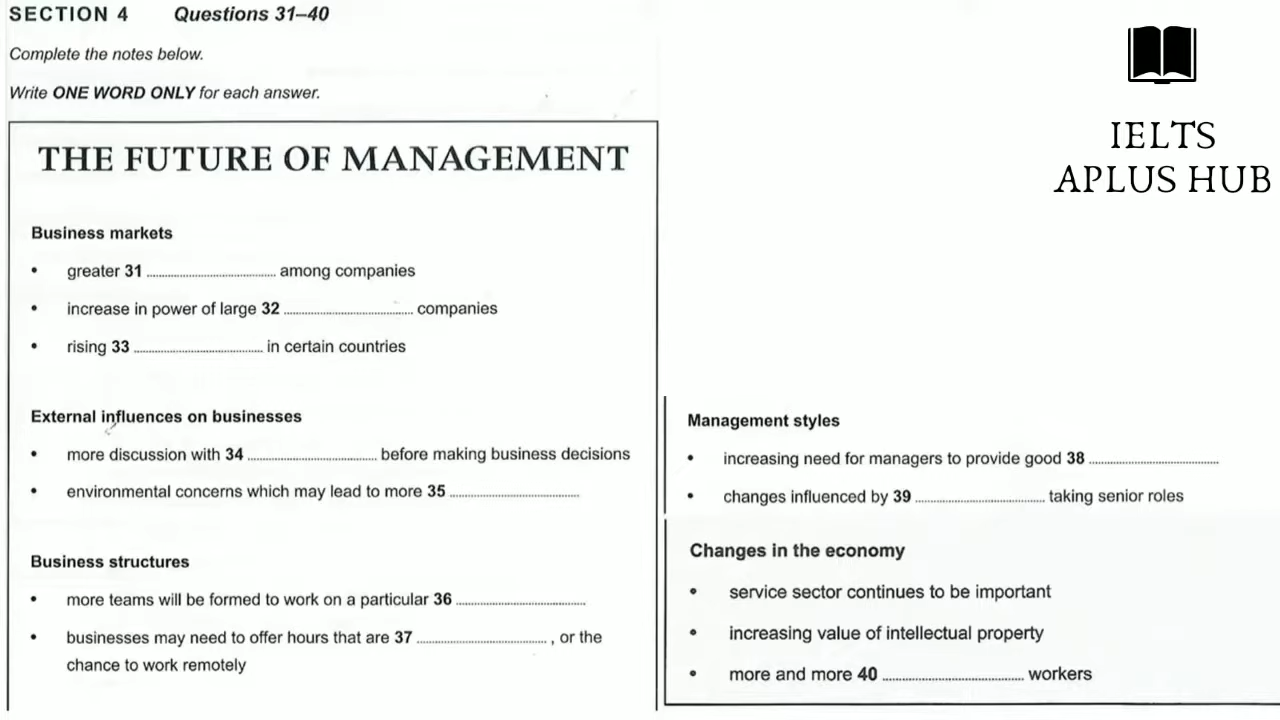 SECTION 4 Questions 31–40
Complete the notes below.
Write ONE WORD ONLY for each answer.
THE FUTURE OF MANAGEMENT
Business markets
• greater 31 .............................. among companies
• increase in power of large 32 .............................. companies
• rising 33 .............................. in certain countries
External influences on businesses
• more discussion with 34 .............................. before making business decisions
• environmental concerns which may lead to more 35 ..............................
Business structures
• more teams will be formed to work on a particular 36 ..............................
• businesses may need to offer hours that are 37 .............................. , or the
chance to work remotely
IELTS
APLUS HUB
Management styles
• increasing need for managers to provide good 38 ..............................
• changes influenced by 39 .............................. taking senior roles
Changes in the economy
• service sector continues to be important
• increasing value of intellectual property
• more and more 40 .............................. workers